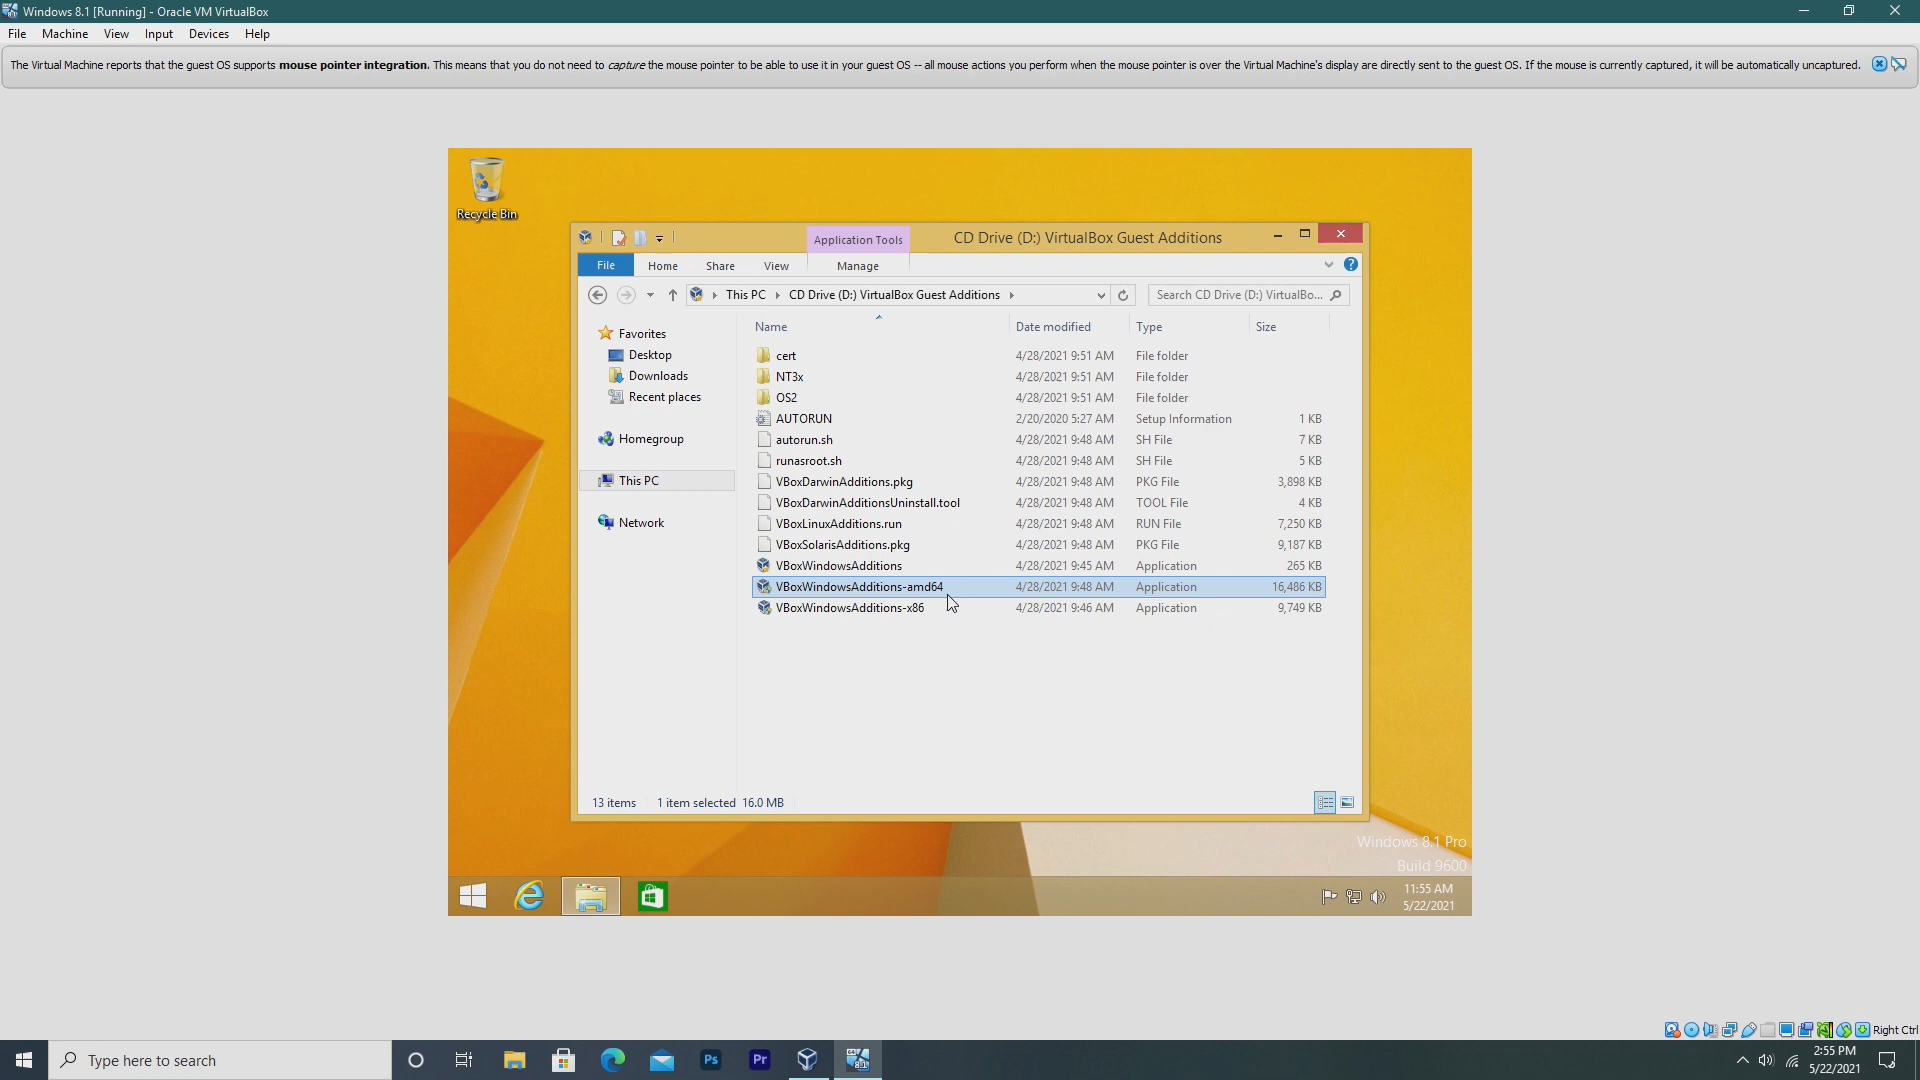 Windows 8.1 [Running] - Oracle VM VirtualBox
File Machine View Input Devices Help
The Virtual Machine reports that the guest OS supports mouse pointer integration. This means that you do not need to capture the mouse pointer to be able to use it in your guest OS -- all mouse actions you perform when the mouse pointer is over the Virtual Machine's display are directly sent to the guest OS. If the mouse is currently captured, it will be automatically uncaptured.
Recycle Bin
Application Tools CD Drive (D:) VirtualBox Guest Additions
File Home Share View Manage
This PC CD Drive (D:) VirtualBox Guest Additions Search CD Drive (D:) VirtualBo...
Favorites
Desktop
Downloads
Recent places
Homegroup
This PC
Network
Name Date modified Type Size
cert 4/28/2021 9:51 AM File folder
NT3x 4/28/2021 9:51 AM File folder
OS2 4/28/2021 9:51 AM File folder
AUTORUN 2/20/2020 5:27 AM Setup Information 1 KB
autorun.sh 4/28/2021 9:48 AM SH File 7 KB
runasroot.sh 4/28/2021 9:48 AM SH File 5 KB
VBoxDarwinAdditions.pkg 4/28/2021 9:48 AM PKG File 3,898 KB
VBoxDarwinAdditionsUninstall.tool 4/28/2021 9:48 AM TOOL File 4 KB
VBoxLinuxAdditions.run 4/28/2021 9:48 AM RUN File 7,250 KB
VBoxSolarisAdditions.pkg 4/28/2021 9:48 AM PKG File 9,187 KB
VBoxWindowsAdditions 4/28/2021 9:45 AM Application 265 KB
VBoxWindowsAdditions-amd64 4/28/2021 9:48 AM Application 16,486 KB
VBoxWindowsAdditions-x86 4/28/2021 9:46 AM Application 9,749 KB
13 items 1 item selected 16.0 MB
Windows 8.1 Pro
Build 9600
11:55 AM
5/22/2021
Right Ctrl
Type here to search
Ps
Pr
2:55 PM
5/22/2021